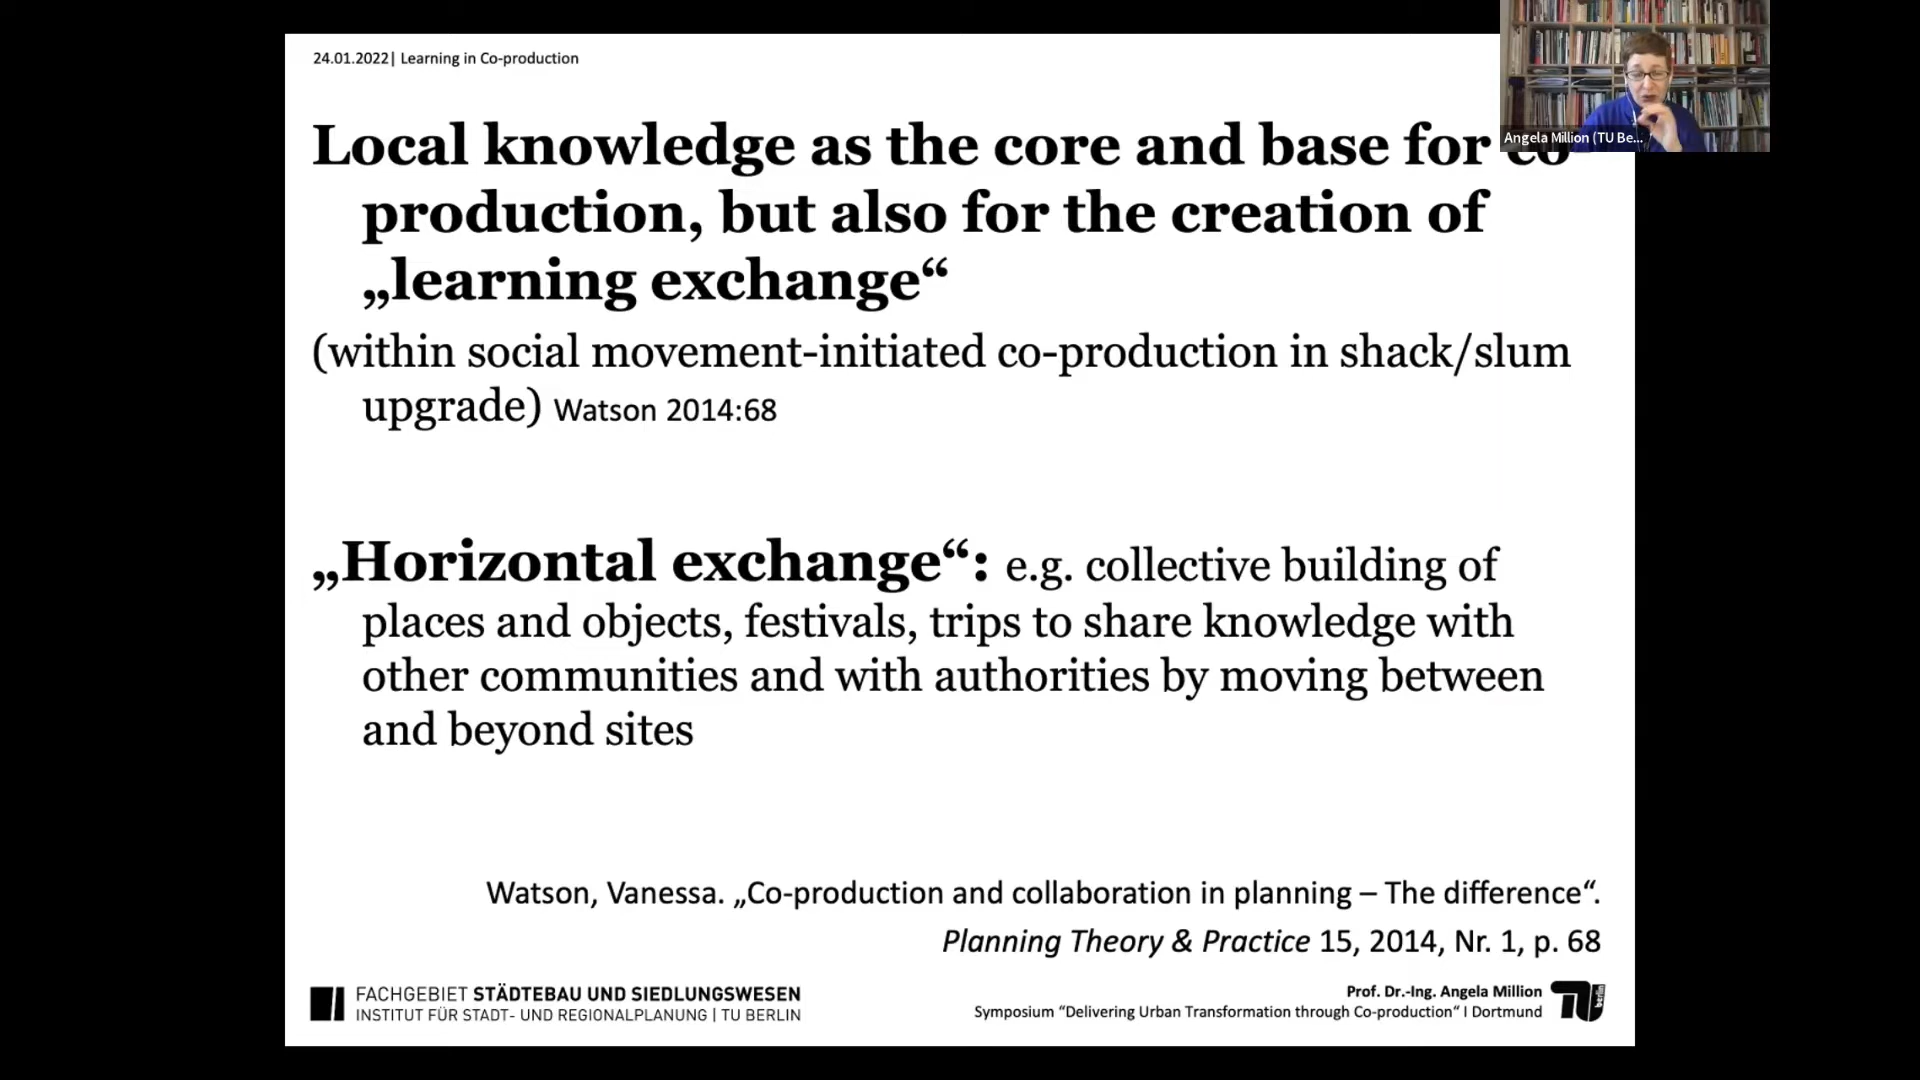 24.01.2022| Learning in Co-production
Angela Million (TU Be...
Local knowledge as the core and base for co
production, but also for the creation of
„learning exchange“
(within social movement-initiated co-production in shack/slum
upgrade) Watson 2014:68
„Horizontal exchange“: e.g. collective building of
places and objects, festivals, trips to share knowledge with
other communities and with authorities by moving between
and beyond sites
Watson, Vanessa. „Co-production and collaboration in planning – The difference“.
Planning Theory & Practice 15, 2014, Nr. 1, p. 68
FACHGEBIET STÄDTEBAU UND SIEDLUNGSWESEN
INSTITUT FÜR STADT- UND REGIONALPLANUNG | TU BERLIN
Prof. Dr.-Ing. Angela Million
Symposium “Delivering Urban Transformation through Co-production“ I Dortmund
TU berlin